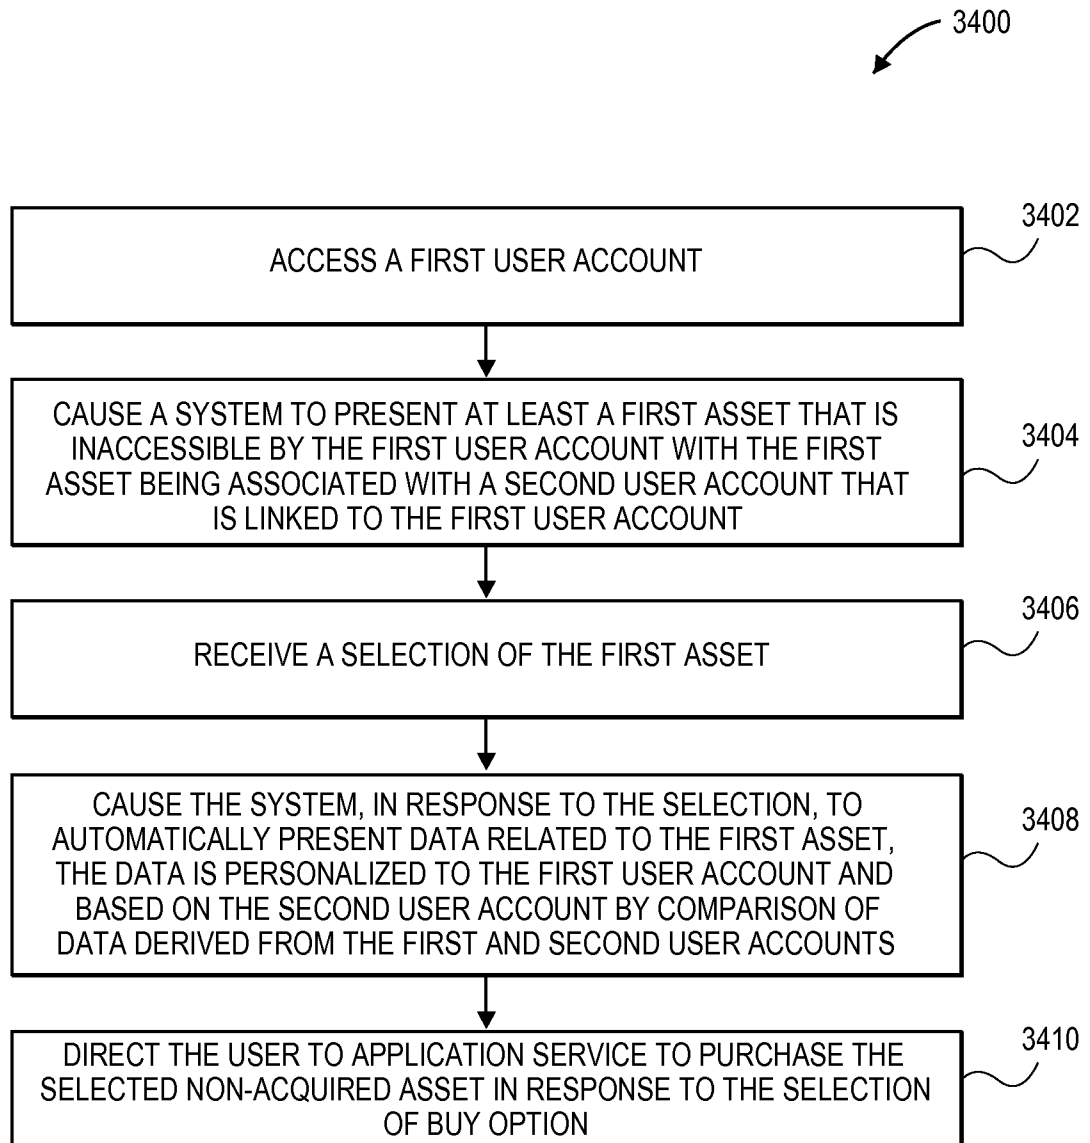 3400
3402
ACCESS A FIRST USER ACCOUNT
CAUSE A SYSTEM TO PRESENT AT LEAST A FIRST ASSET THAT IS
INACCESSIBLE BY THE FIRST USER ACCOUNT WITH THE FIRST
ASSET BEING ASSOCIATED WITH A SECOND USER ACCOUNT THAT
IS LINKED TO THE FIRST USER ACCOUNT
3404
3406
RECEIVE A SELECTION OF THE FIRST ASSET
CAUSE THE SYSTEM, IN RESPONSE TO THE SELECTION, TO
AUTOMATICALLY PRESENT DATA RELATED TO THE FIRST ASSET,
THE DATA IS PERSONALIZED TO THE FIRST USER ACCOUNT AND
BASED ON THE SECOND USER ACCOUNT BY COMPARISON OF
DATA DERIVED FROM THE FIRST AND SECOND USER ACCOUNTS
3408
3410
DIRECT THE USER TO APPLICATION SERVICE TO PURCHASE THE
SELECTED NON-ACQUIRED ASSET IN RESPONSE TO THE SELECTION
OF BUY OPTION